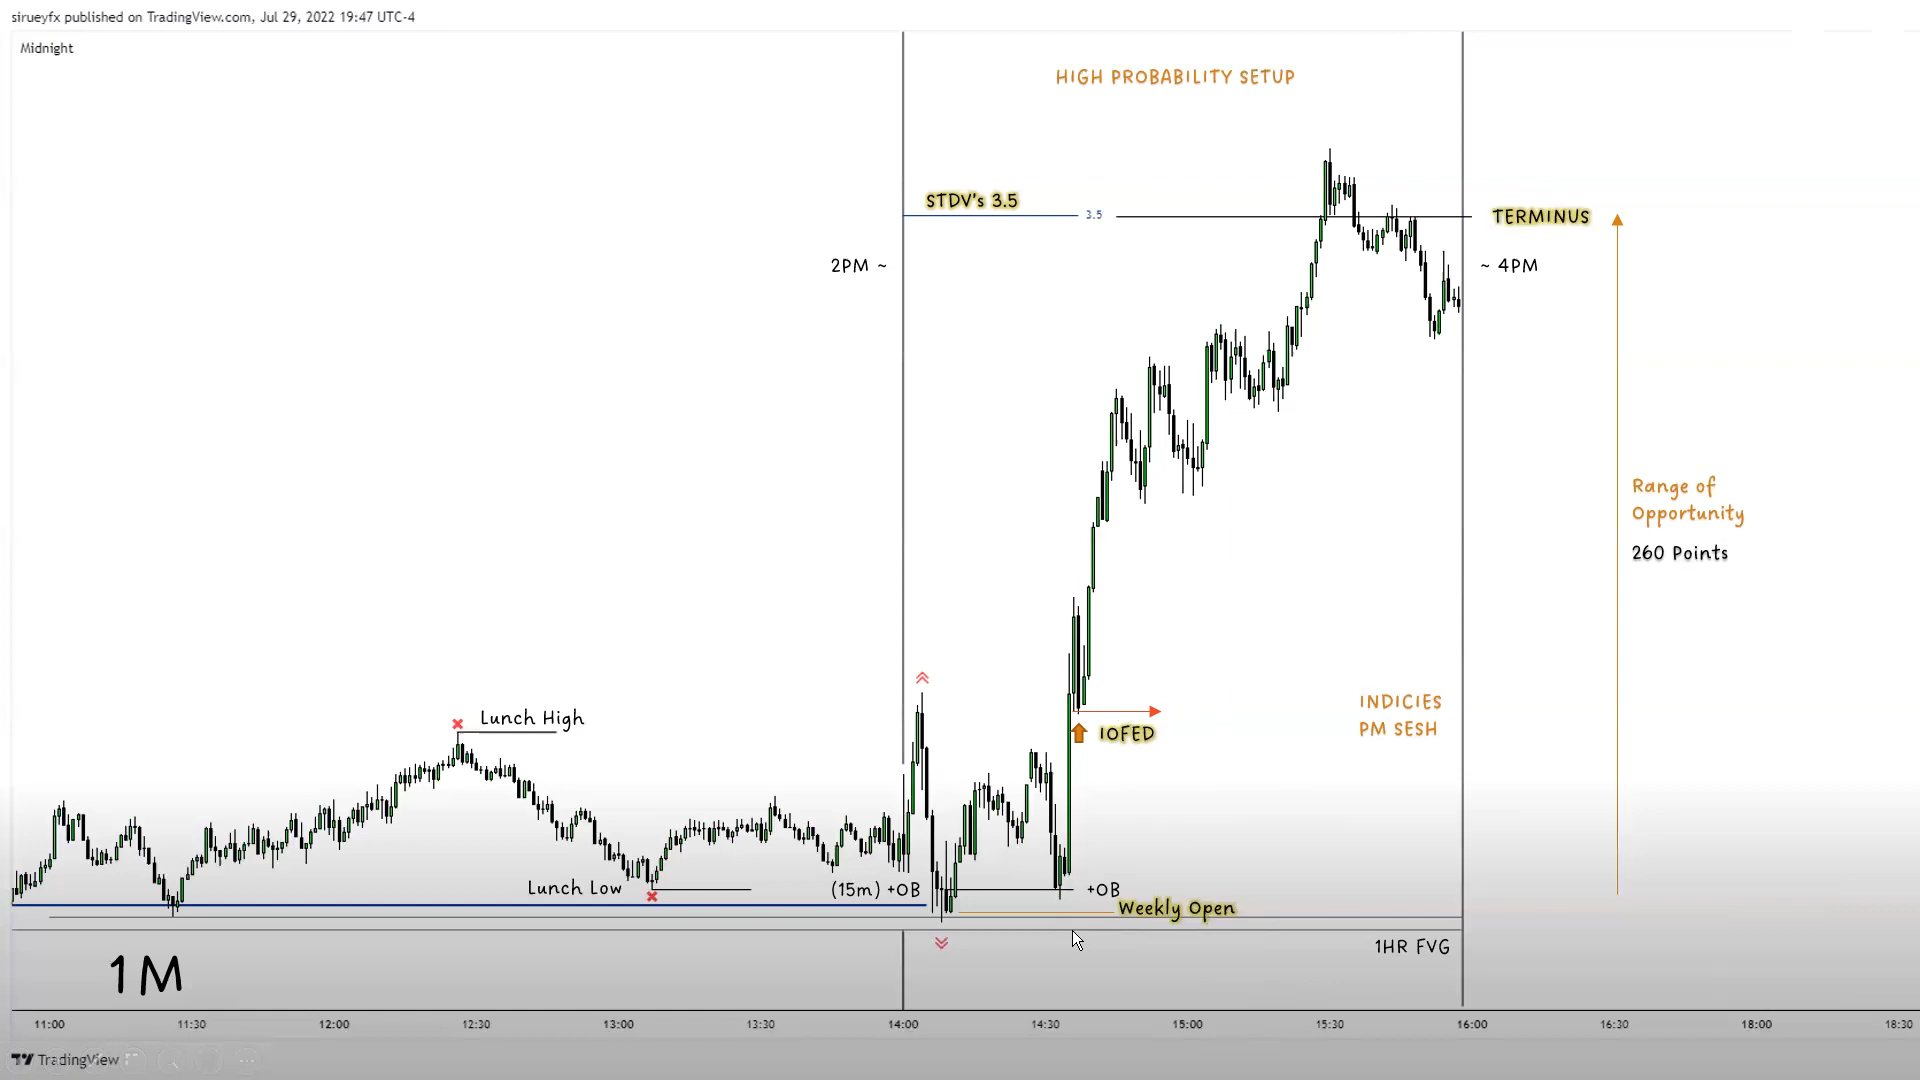 sirueyfx published on TradingView.com, Jul 29, 2022 19:47 UTC-4
Midnight
HIGH PROBABILITY SETUP
STDV's 3.5
3.5
TERMINUS
2PM ~
~ 4PM
Range of
Opportunity
260 Points
INDICIES
PM SESH
Lunch High
IOFED
Lunch Low
(15m) +OB
+OB
Weekly Open
1HR FVG
1M
11:00 11:30 12:00 12:30 13:00 13:30 14:00 14:30 15:00 15:30 16:00 16:30 18:00 18:30
TradingView